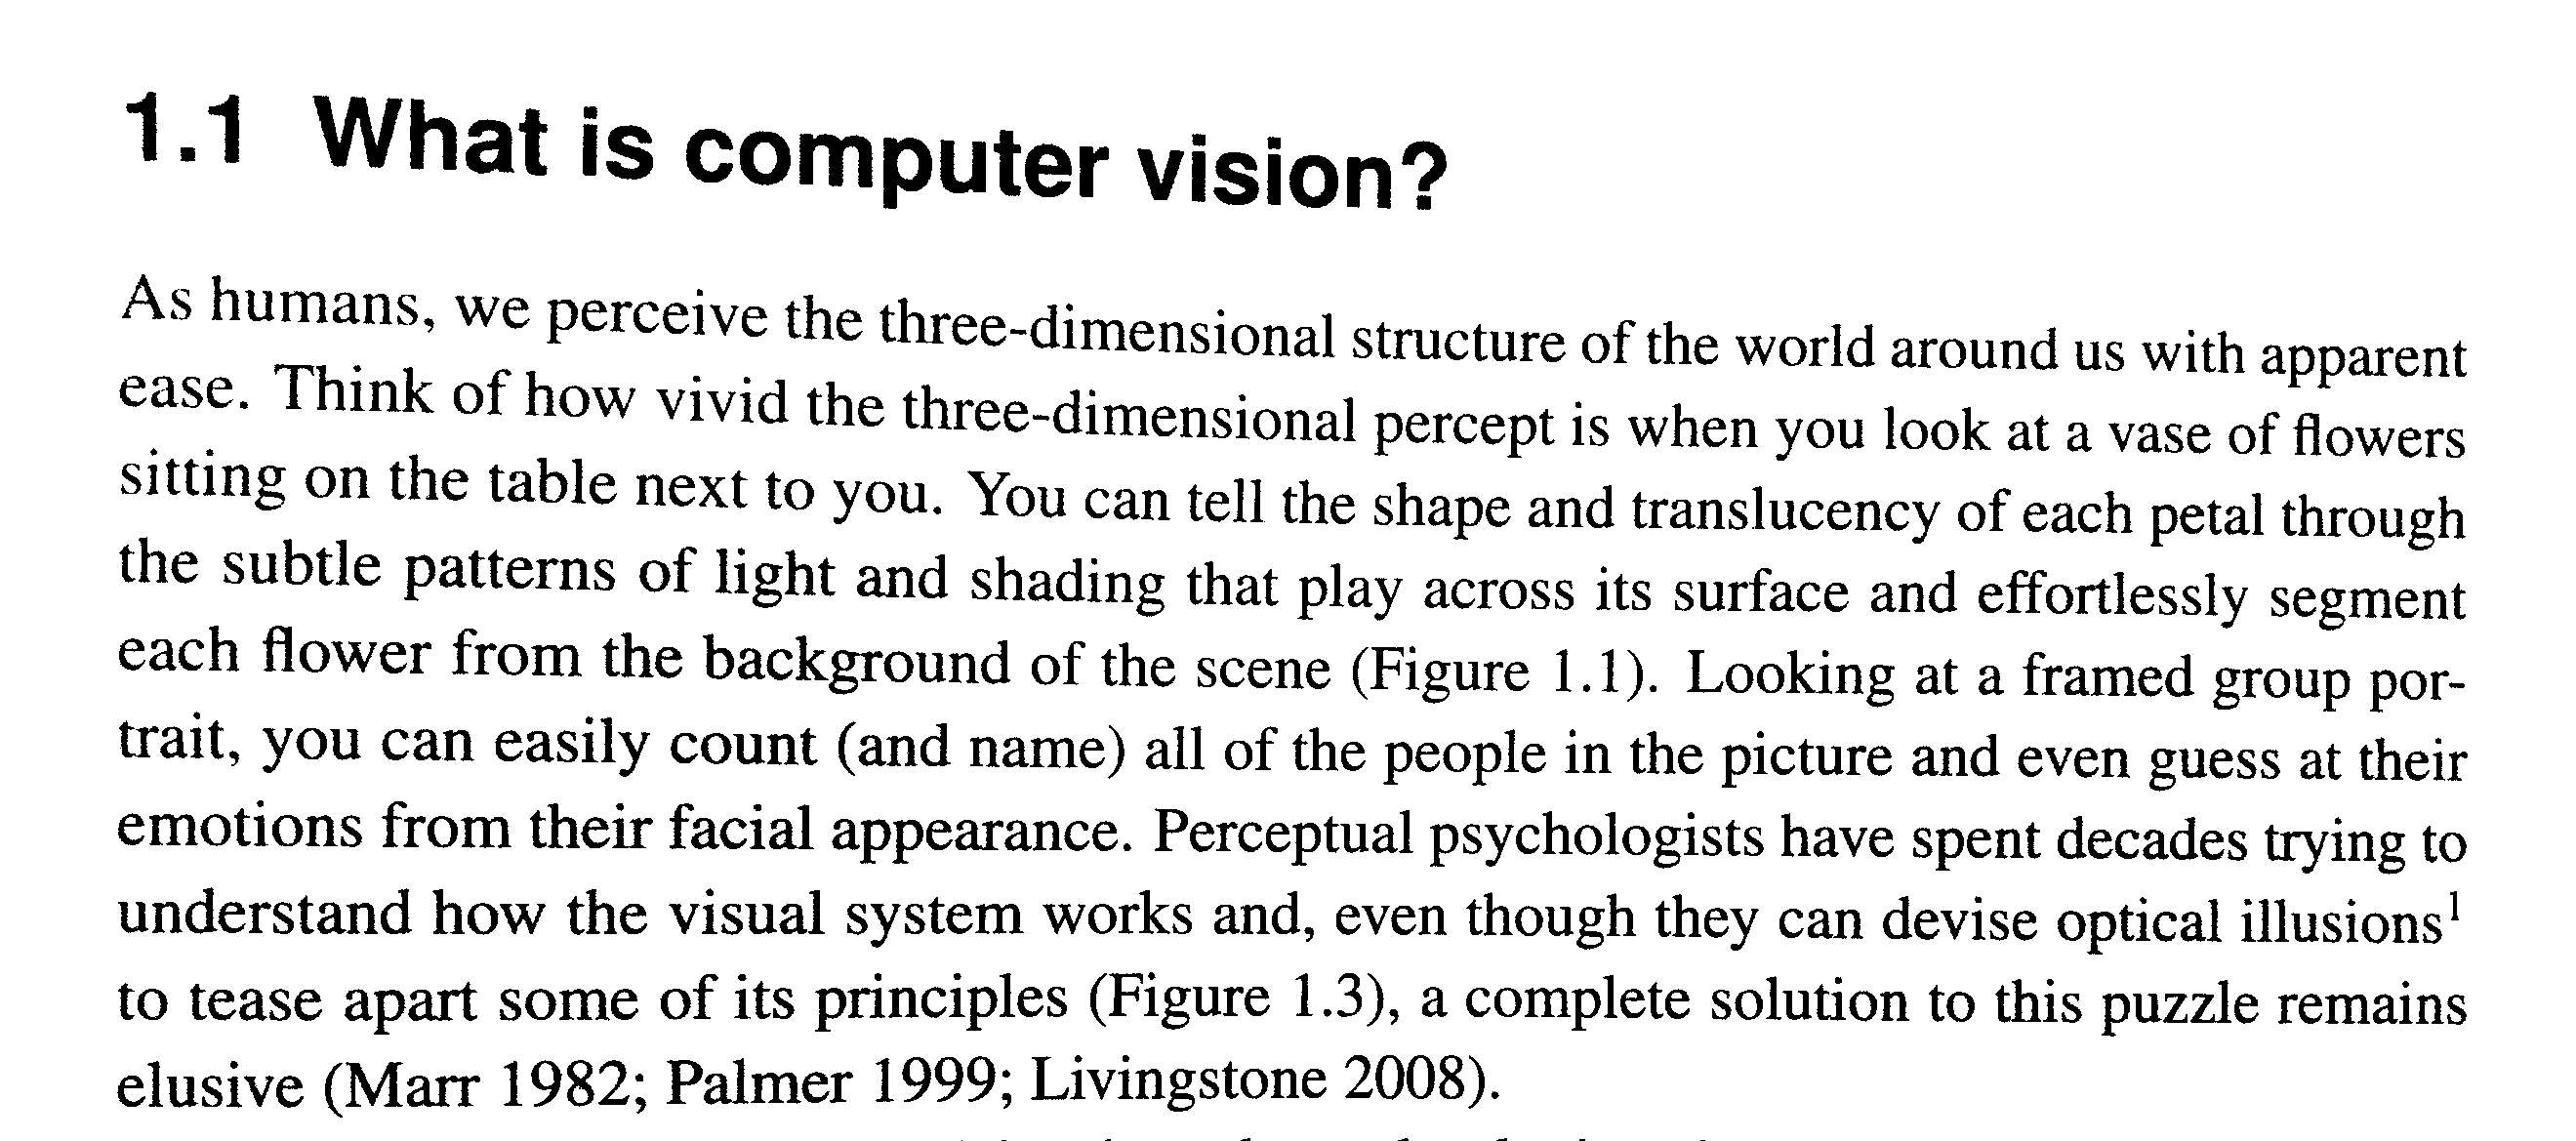 1.1 What is computer vision?
As humans, we perceive the three-dimensional structure of the world around us with apparent
ease. Think of how vivid the three-dimensional percept is when you look at a vase of flowers
sitting on the table next to you. You can tell the shape and translucency of each petal through
the subtle patterns of light and shading that play across its surface and effortlessly segment
each flower from the background of the scene (Figure 1.1). Looking at a framed group por-
trait, you can easily count (and name) all of the people in the picture and even guess at their
emotions from their facial appearance. Perceptual psychologists have spent decades trying to
understand how the visual system works and, even though they can devise optical illusions¹
to tease apart some of its principles (Figure 1.3), a complete solution to this puzzle remains
elusive (Marr 1982; Palmer 1999; Livingstone 2008).